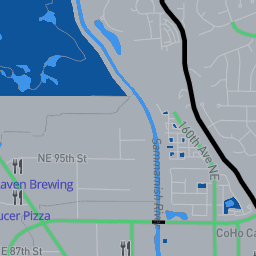 Sammamish River
160th Ave NE
NE 95th St
aven Brewing
ucer Pizza
CoHo Ca
E 87th St